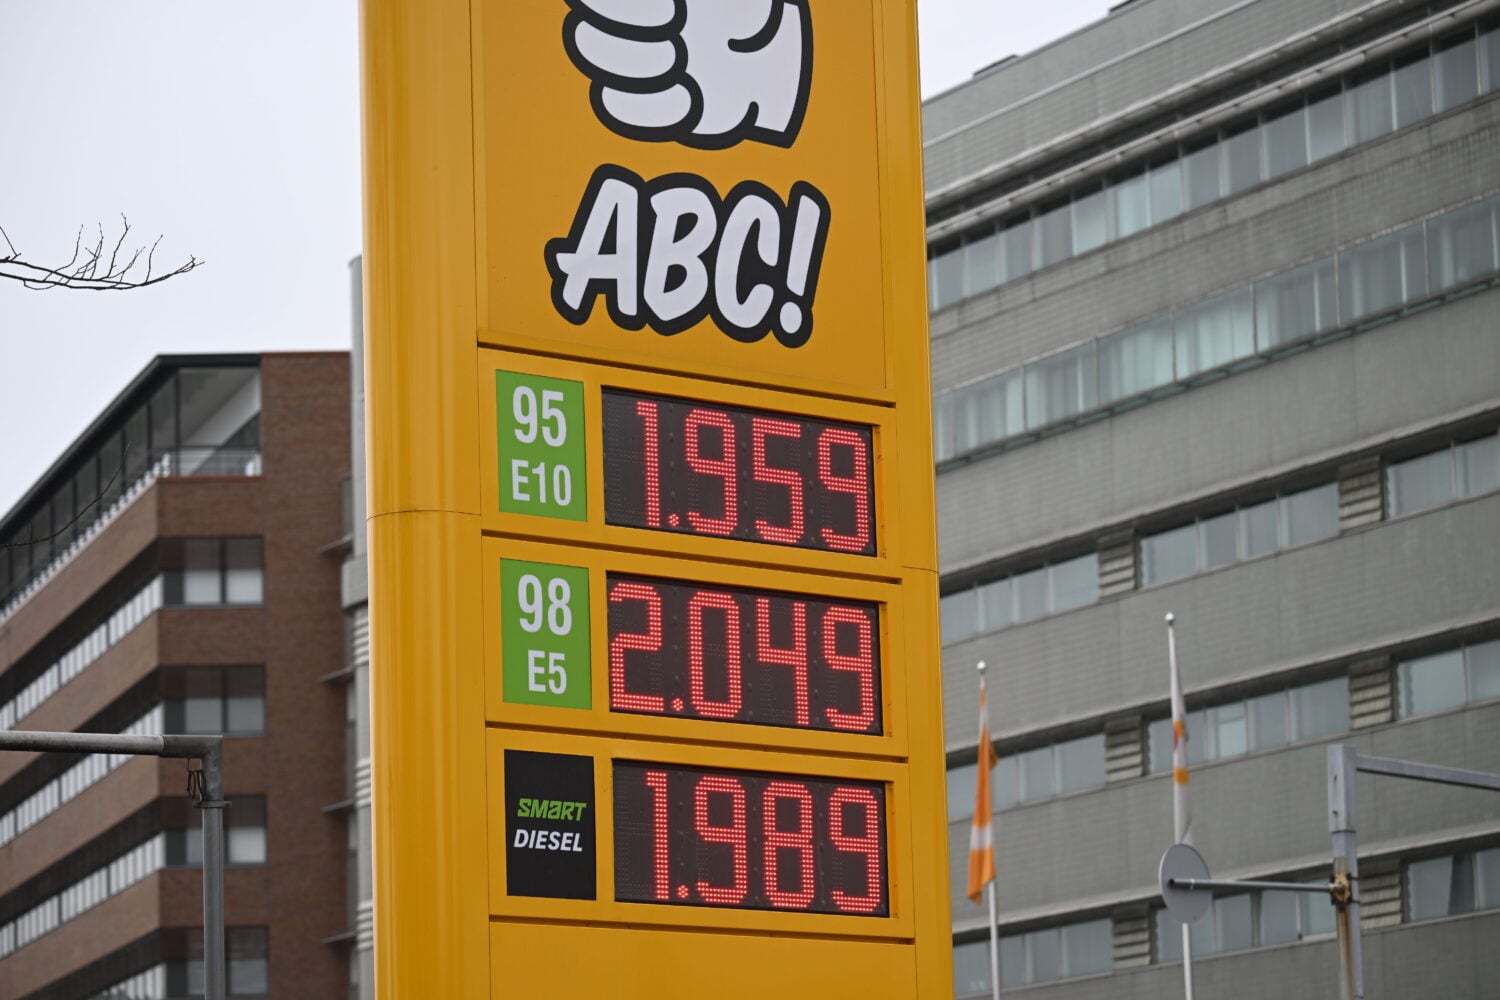 ABC!
95
E10
1.959
98
E5
2.049
SMART
DIESEL
1.989